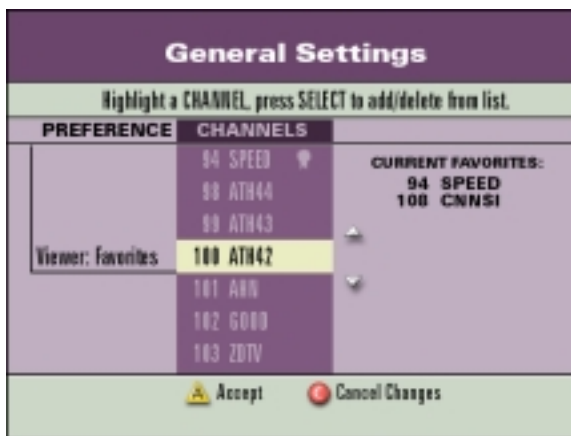 General Settings
Highlight a CHANNEL, press SELECT to add/delete from list.
PREFERENCE CHANNELS
94 SPEED
98 ATH44
99 ATH43
Viewer: Favorites 100 ATH42
101 AHN
102 GOOD
103 ZDTV
CURRENT FAVORITES:
94 SPEED
108 CNNSI
A Accept C Cancel Changes